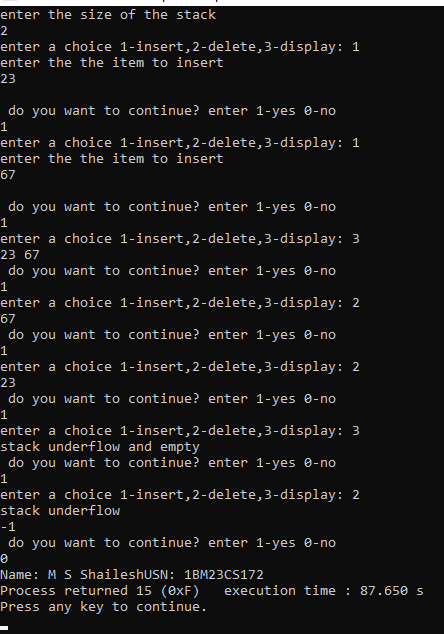 enter the size of the stack
2
enter a choice 1-insert,2-delete,3-display: 1
enter the the item to insert
23
do you want to continue? enter 1-yes 0-no
1
enter a choice 1-insert,2-delete,3-display: 1
enter the the item to insert
67
do you want to continue? enter 1-yes 0-no
1
enter a choice 1-insert,2-delete,3-display: 3
23 67
do you want to continue? enter 1-yes 0-no
1
enter a choice 1-insert,2-delete,3-display: 2
67
do you want to continue? enter 1-yes 0-no
1
enter a choice 1-insert,2-delete,3-display: 2
23
do you want to continue? enter 1-yes 0-no
1
enter a choice 1-insert,2-delete,3-display: 3
stack underflow and empty
do you want to continue? enter 1-yes 0-no
1
enter a choice 1-insert,2-delete,3-display: 2
stack underflow
-1
do you want to continue? enter 1-yes 0-no
0
Name: M S ShaileshUSN: 1BM23CS172
Process returned 15 (0xF)   execution time : 87.650 s
Press any key to continue.